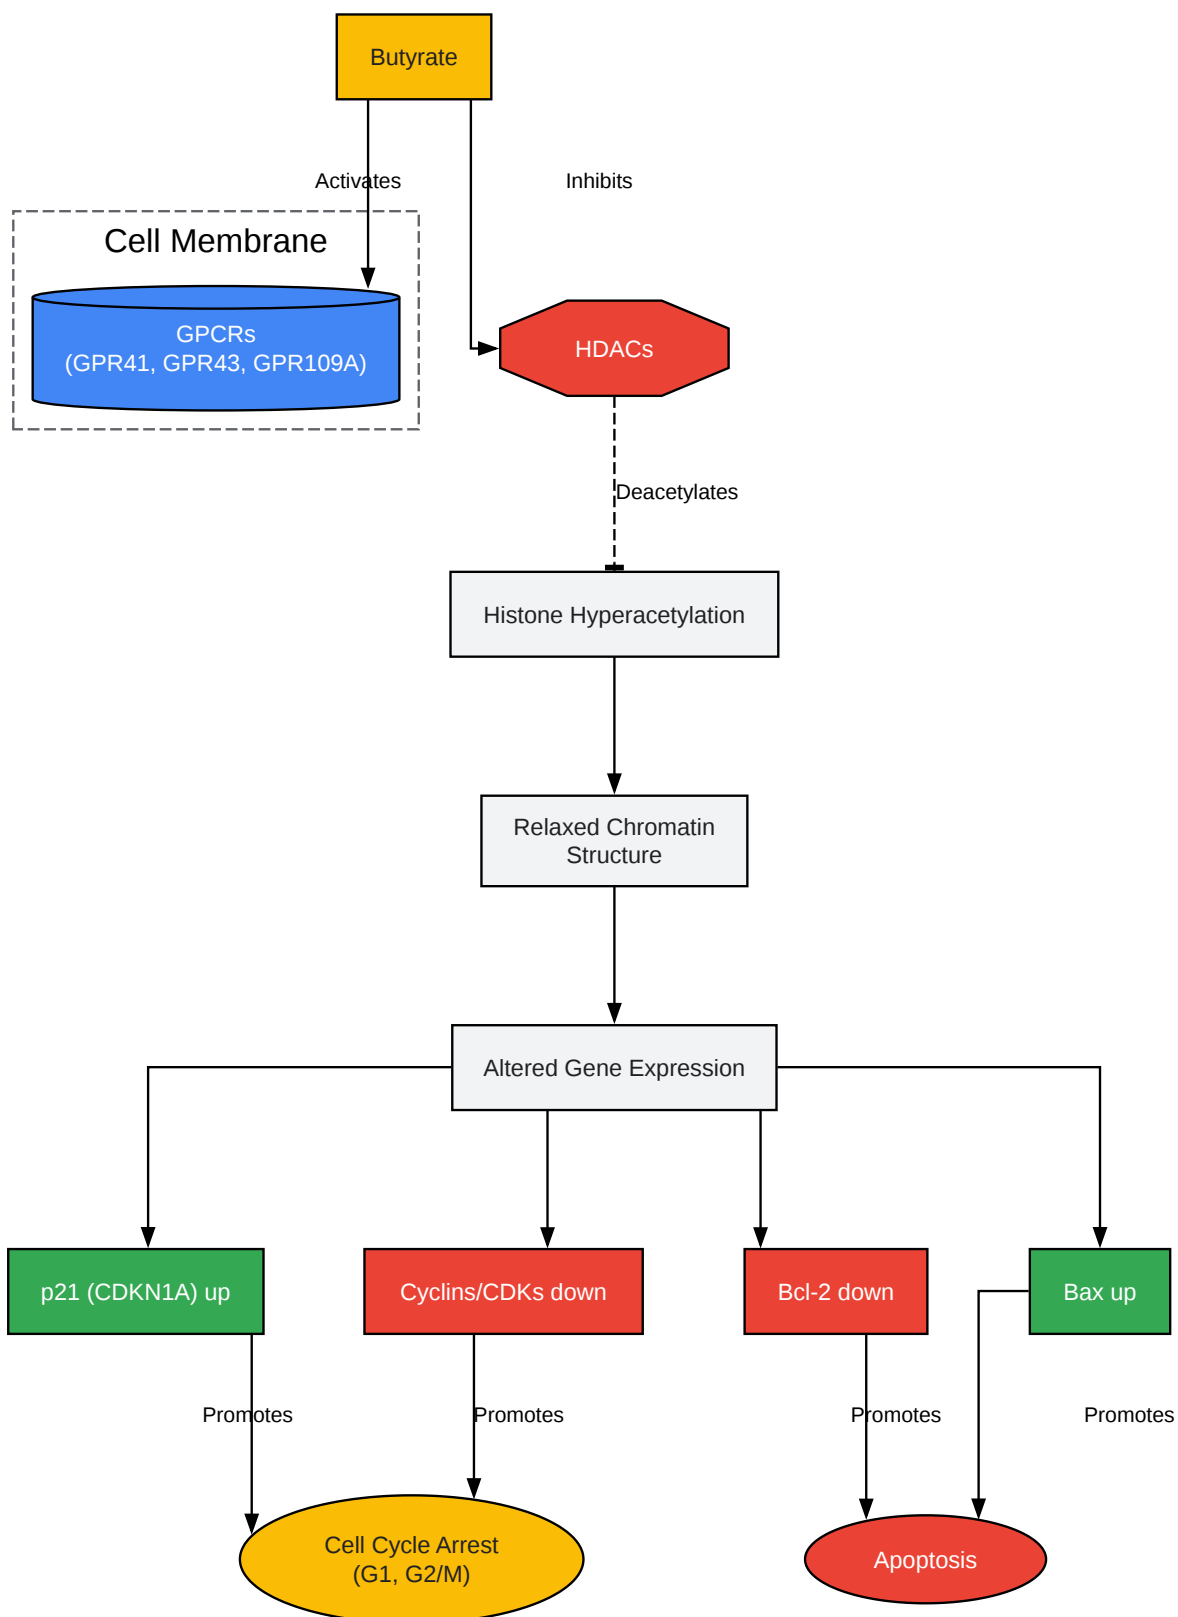 Butyrate
Activates
Inhibits
Cell Membrane
GPCRs
(GPR41, GPR43, GPR109A)
HDACs
Deacetylates
Histone Hyperacetylation
Relaxed Chromatin
Structure
Altered Gene Expression
p21 (CDKN1A) up
Cyclins/CDKs down
Bcl-2 down
Bax up
Promotes
Promotes
Promotes
Promotes
Cell Cycle Arrest
(G1, G2/M)
Apoptosis